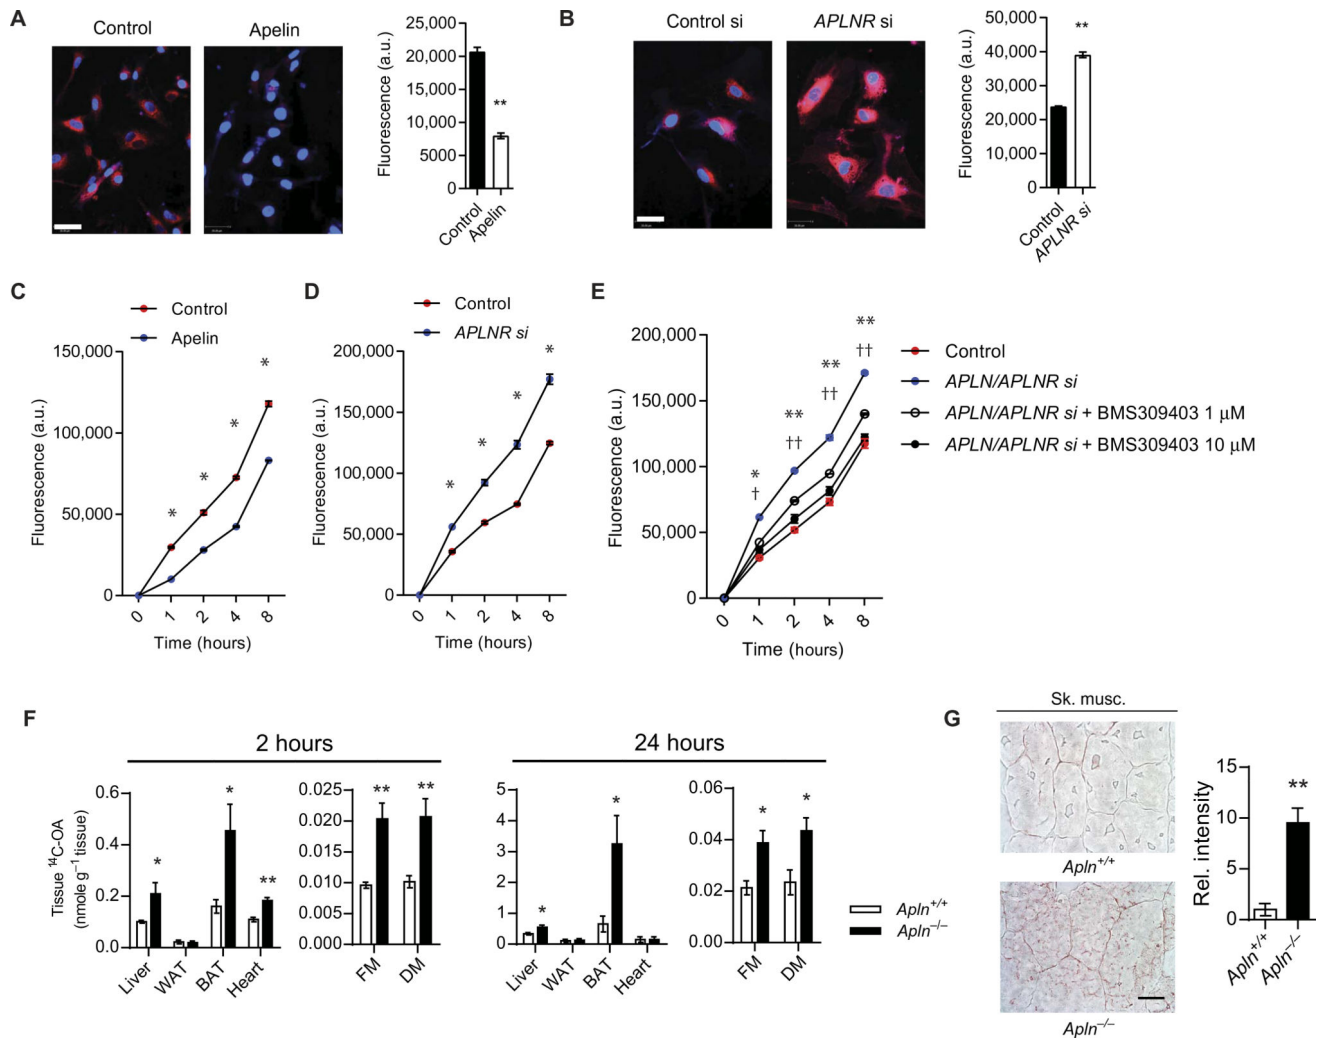 A
Control
Apelin
Fluorescence (a.u.)
25,000
20,000
15,000
10,000
5000
0
**
Control
Apelin
B
Control si
APLNR si
Fluorescence (a.u.)
50,000
40,000
30,000
20,000
10,000
0
**
Control
APLNR si
C
Control
Apelin
Fluorescence (a.u.)
150,000
100,000
50,000
0
* * * *
0 1 2 4 8
Time (hours)
D
Control
APLNR si
Fluorescence (a.u.)
200,000
150,000
100,000
50,000
0
* * * *
0 1 2 4 8
Time (hours)
E
Control
APLN/APLNR si
APLN/APLNR si + BMS309403 1 μM
APLN/APLNR si + BMS309403 10 μM
Fluorescence (a.u.)
200,000
150,000
100,000
50,000
0
* ** ** **
† †† †† ††
0 1 2 4 8
Time (hours)
F
2 hours
Tissue ¹⁴C-OA
(nmole g⁻¹ tissue)
0.6
0.4
0.2
0.0
* * **
Liver WAT BAT Heart
0.025
0.020
0.015
0.010
0.005
0.000
** **
FM DM
24 hours
5
4
3
2
1
0
* *
Liver WAT BAT Heart
0.06
0.04
0.02
0.00
* *
FM DM
Apln⁺/⁺
Apln⁻/⁻
G
Sk. musc.
Apln⁺/⁺
Apln⁻/⁻
Rel. intensity
15
10
5
0
**
Apln⁺/⁺
Apln⁻/⁻